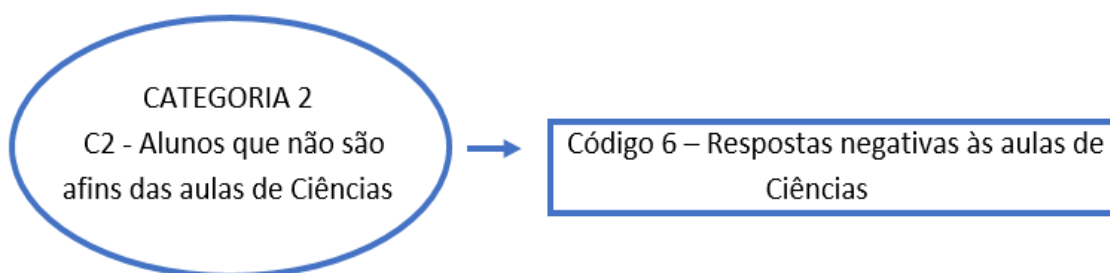 CATEGORIA 2
C2 - Alunos que não são
afins das aulas de Ciências
Código 6 – Respostas negativas às aulas de
Ciências